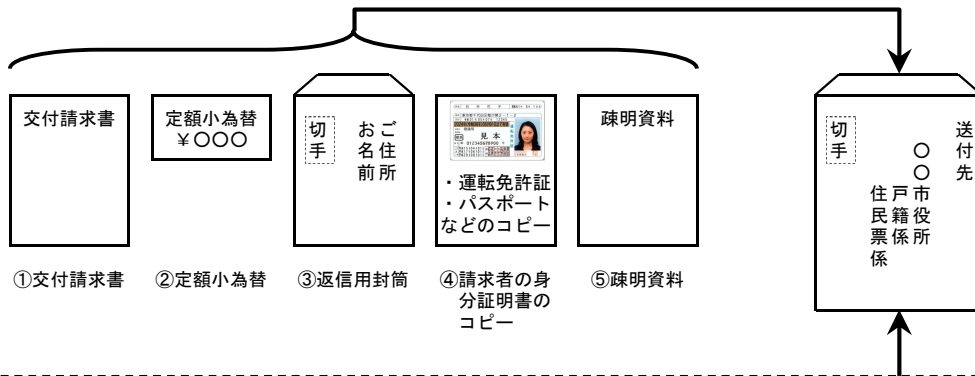 交付請求書
定額小為替
￥〇〇〇
切手
ご住所
お名前
見本
・運転免許証
・パスポート
などのコピー
疎明資料
切手
送付先
〇〇市役所
戸籍係
住民票係
①交付請求書
②定額小為替
③返信用封筒
④請求者の身
分証明書の
コピー
⑤疎明資料